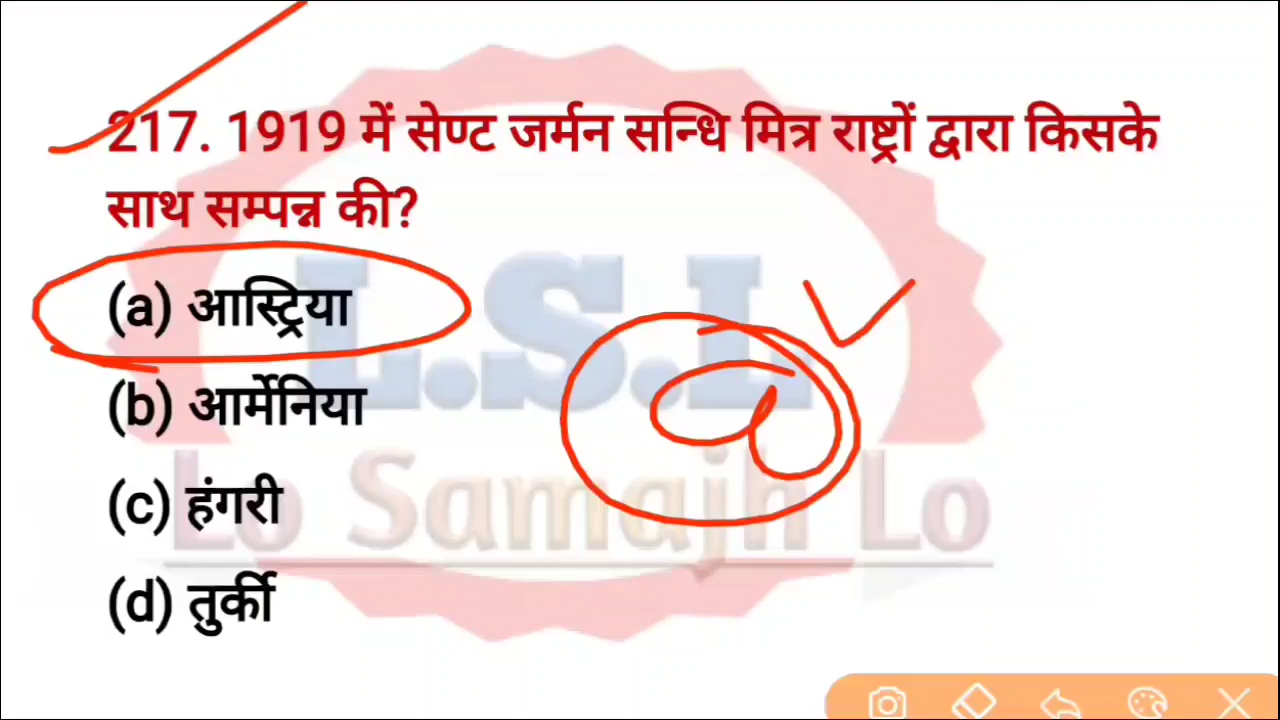 217. 1919 में सेण्ट जर्मन सन्धि मित्र राष्ट्रों द्वारा किसके
साथ सम्पन्न की?
(a) आस्ट्रिया
L.S.L
a
(b) आर्मेनिया
(c) हंगरी
Lo Samajh Lo
(d) तुर्की